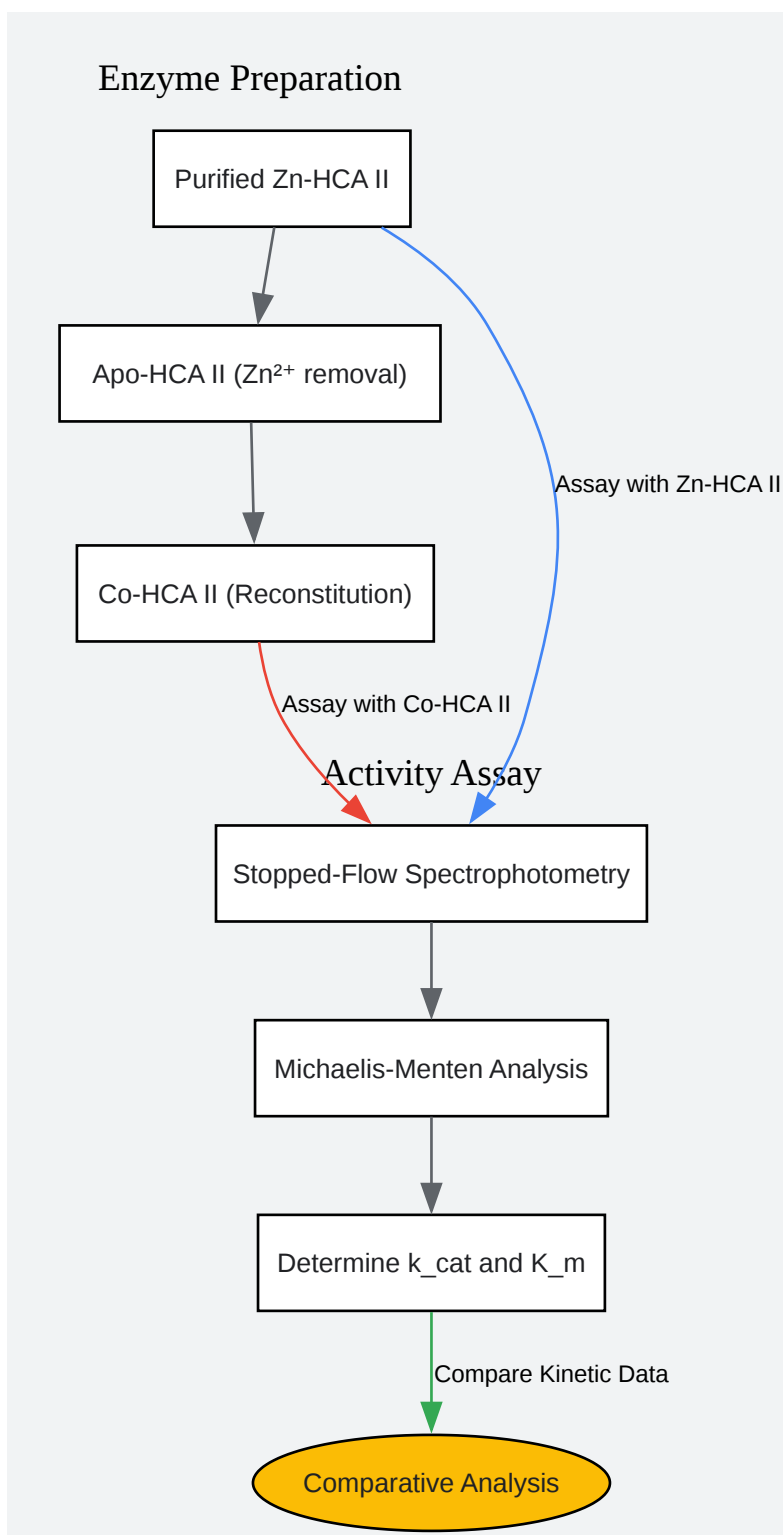 Enzyme Preparation
Purified Zn-HCA II
Apo-HCA II (Zn²⁺ removal)
Assay with Zn-HCA II
Co-HCA II (Reconstitution)
Assay with Co-HCA II
Activity Assay
Stopped-Flow Spectrophotometry
Michaelis-Menten Analysis
Determine k_cat and K_m
Compare Kinetic Data
Comparative Analysis